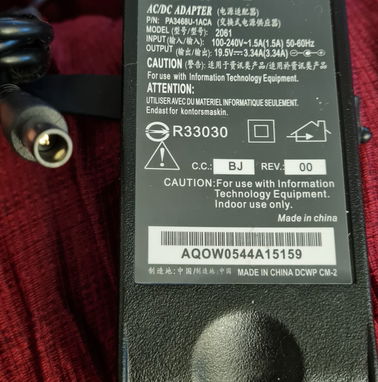 AC/DC ADAPTER (电源适配器)
P/N: PA3468U-1ACA (交换式电源供应器)
MODEL (型号/型號): 2061
INPUT (输入/輸入): 100-240V~1.5A(1.5A) 50-60Hz
OUTPUT (输出/輸出): 19.5V⎓3.34A(3.34A)
CAUTION (警告/警告): 适用于资讯类产品/适用於資訊類產品
For use with Information Technology Equipment.
ATTENTION:
UTILISER AVEC DU MATERIEL INFORMATIQUE SEULEMENT.
Endast for kontorsmaskin.
R33030
C.C.: BJ REV.: 00
CAUTION: For use with Information
Technology Equipment.
Indoor use only.
Made in china
AQOW0544A15159
制造地: 中国/製造地: 中國 MADE IN CHINA DCWP CM-2